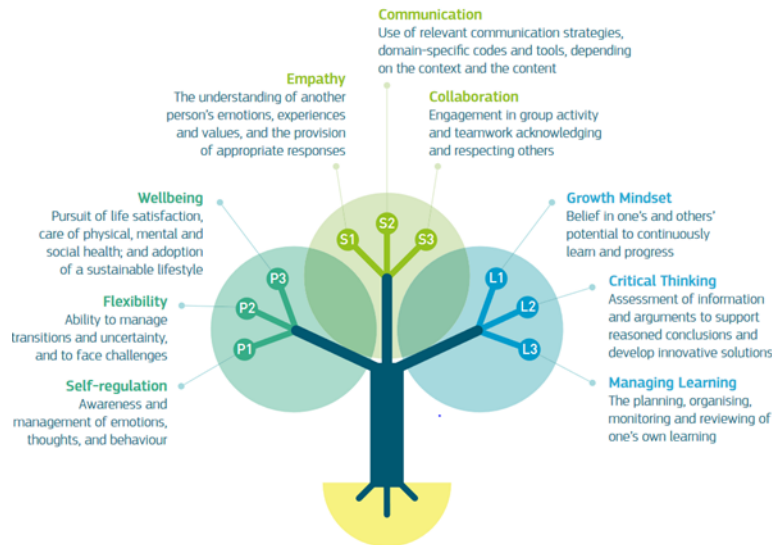 Communication
Use of relevant communication strategies,
domain-specific codes and tools, depending
on the context and the content
Empathy
The understanding of another
person's emotions, experiences
and values, and the provision
of appropriate responses
Collaboration
Engagement in group activity
and teamwork acknowledging
and respecting others
Wellbeing
Pursuit of life satisfaction,
care of physical, mental and
social health; and adoption
of a sustainable lifestyle
Flexibility
Ability to manage
transitions and uncertainty,
and to face challenges
Self-regulation
Awareness and
management of emotions,
thoughts, and behaviour
P3
P2
P1
S1
S2
S3
L1
L2
L3
Growth Mindset
Belief in one's and others'
potential to continuously
learn and progress
Critical Thinking
Assessment of information
and arguments to support
reasoned conclusions and
develop innovative solutions
Managing Learning
The planning, organising,
monitoring and reviewing of
one's own learning